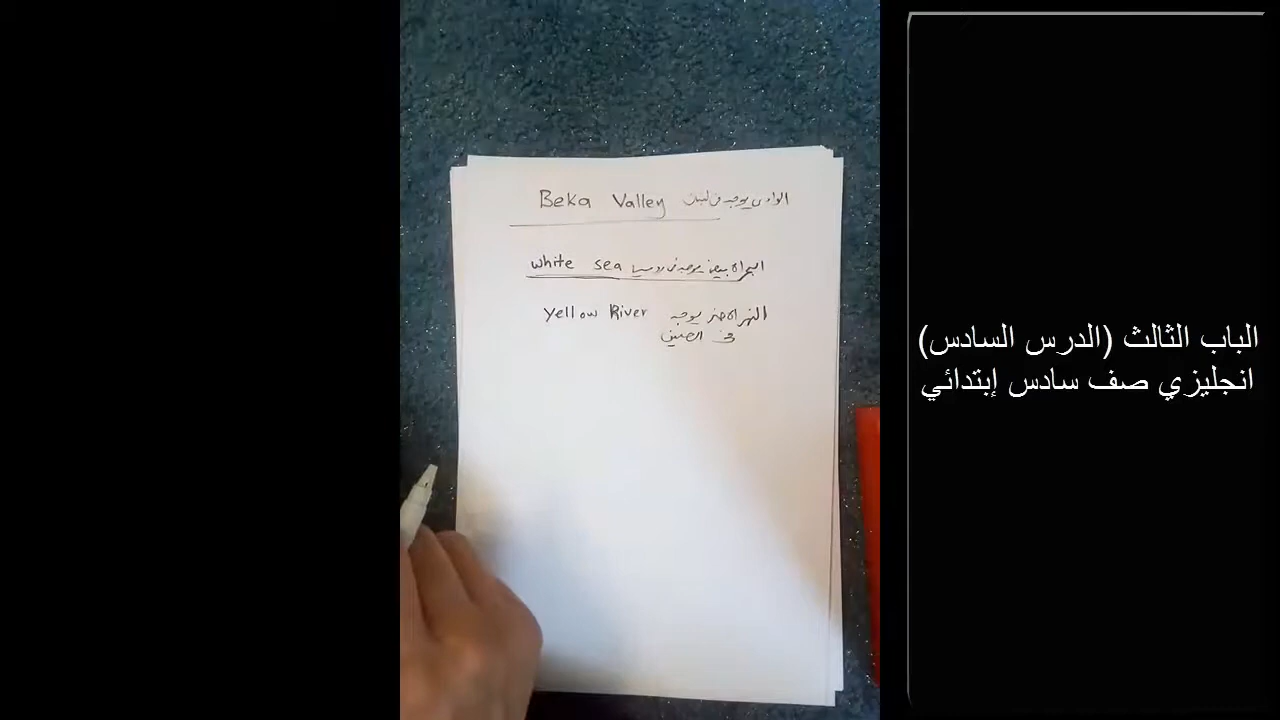 Beka Valley الوادي يوجد في لبنان
white sea البحر الابيض يوجد في روسيا
Yellow River النهر الاصفر يوجد
في الصين
الباب الثالث (الدرس السادس)
انجليزي صف سادس إبتدائي